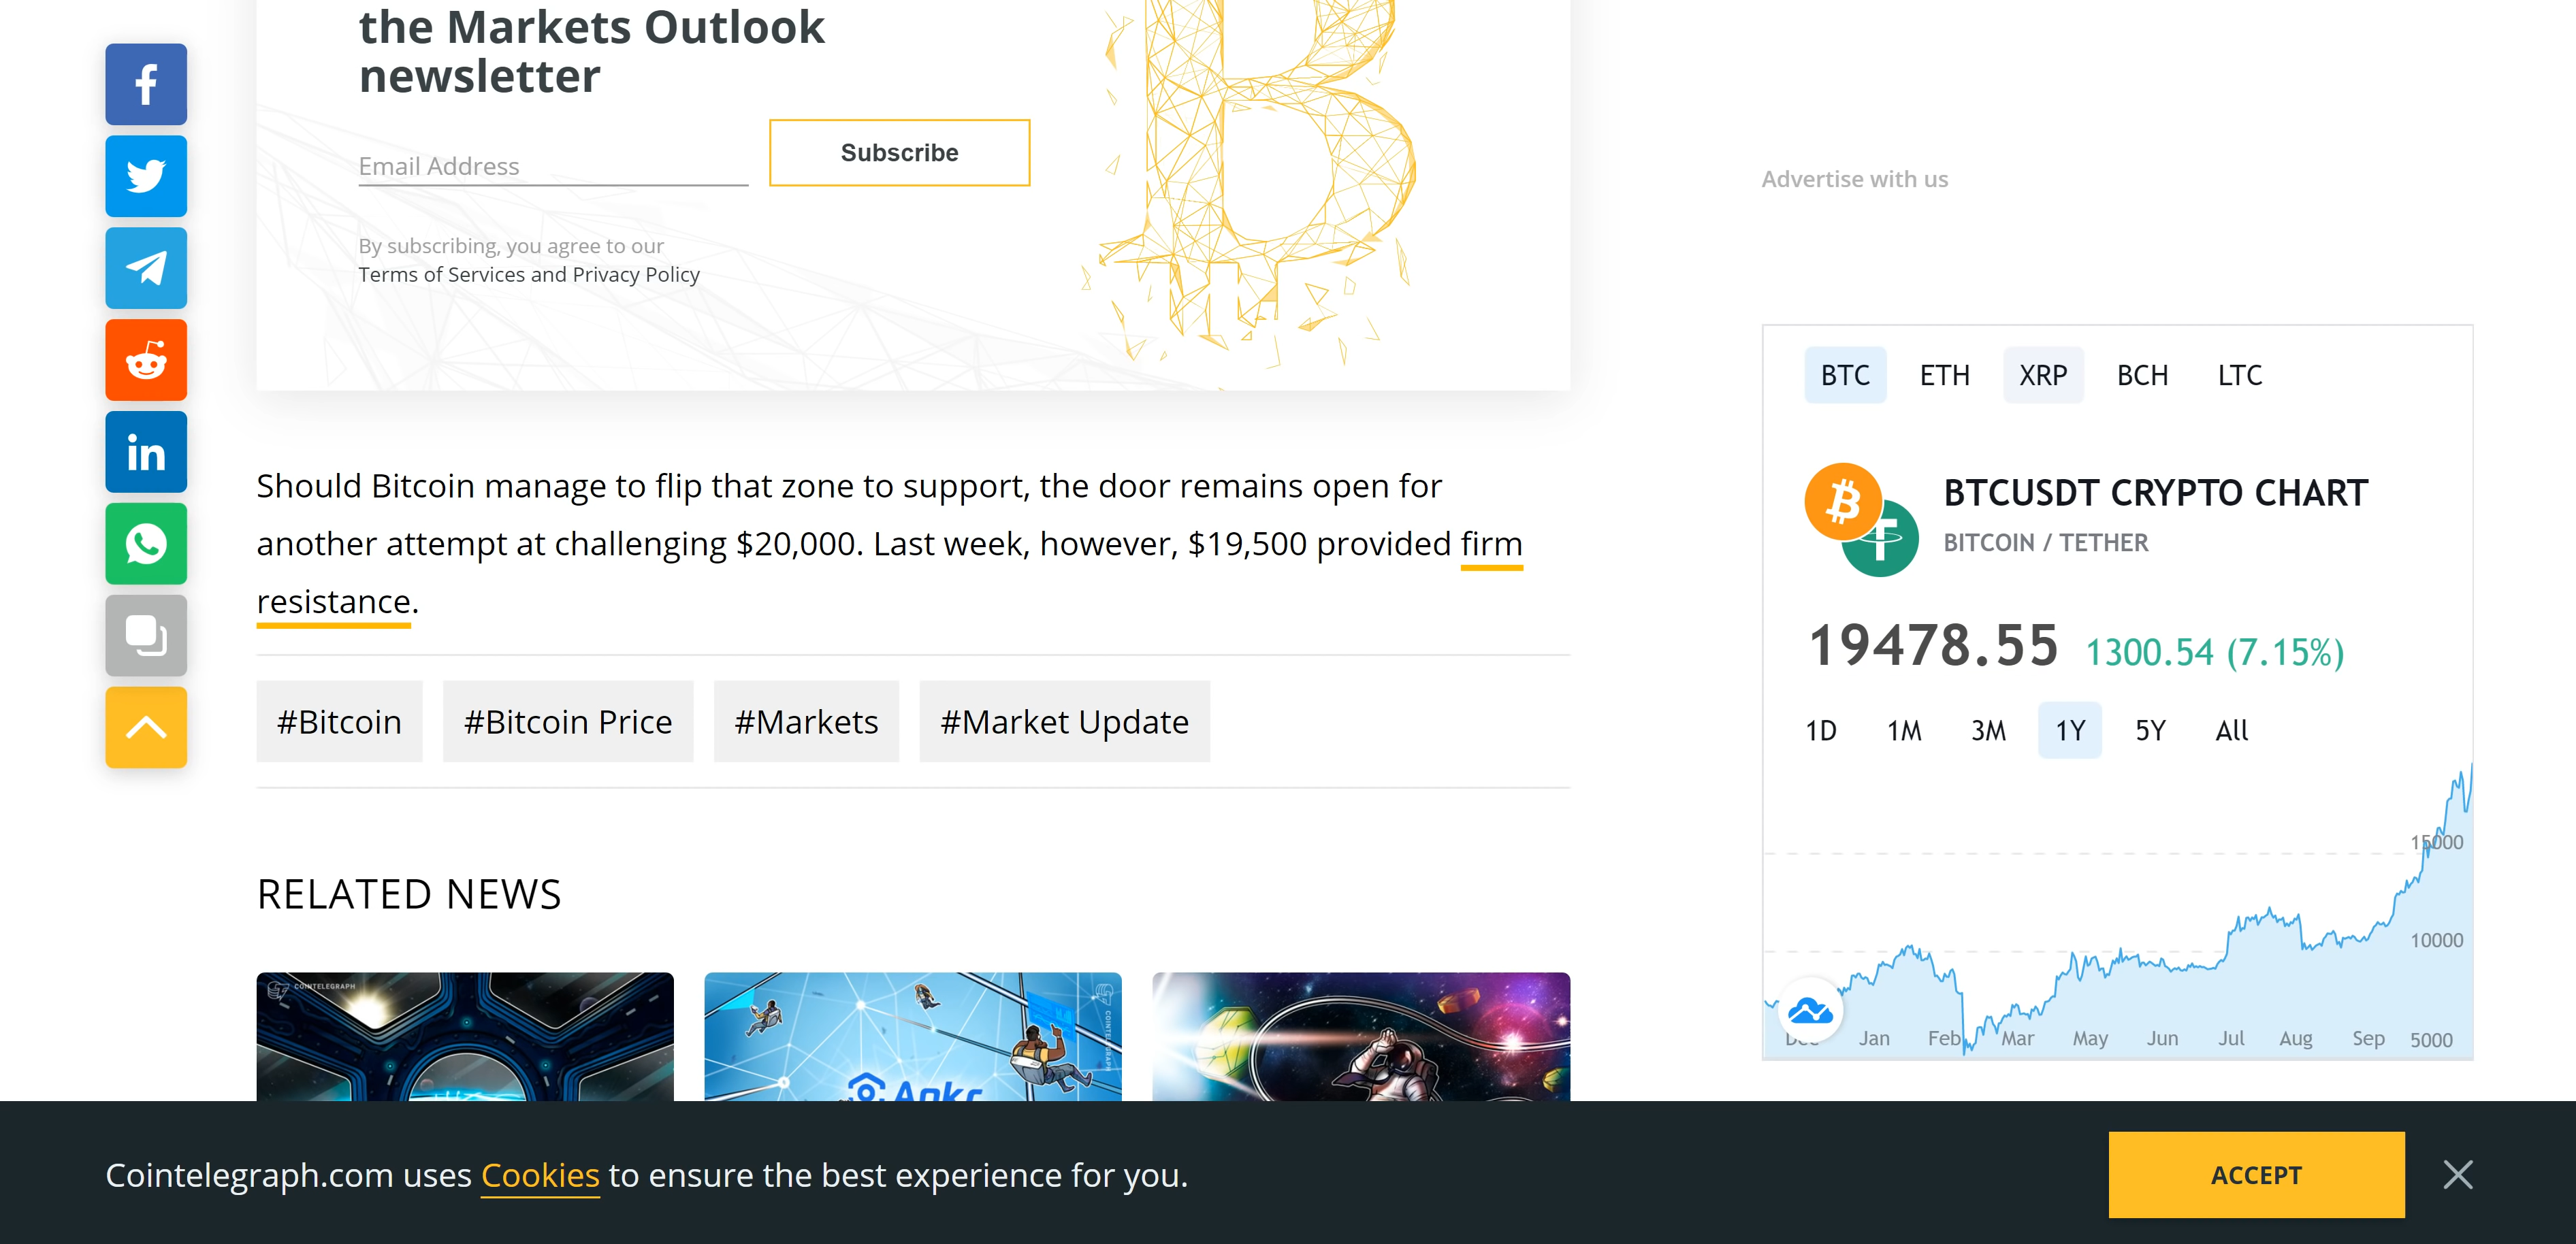 the Markets Outlook
newsletter
Email Address
Subscribe
By subscribing, you agree to our
Terms of Services and Privacy Policy
Should Bitcoin manage to flip that zone to support, the door remains open for
another attempt at challenging $20,000. Last week, however, $19,500 provided firm
resistance.
#Bitcoin #Bitcoin Price #Markets #Market Update
RELATED NEWS
COINTELEGRAPH
COINTELEGRAPH
Ankr
Advertise with us
BTC ETH XRP BCH LTC
BTCUSDT CRYPTO CHART
BITCOIN / TETHER
19478.55 1300.54 (7.15%)
1D 1M 3M 1Y 5Y All
15000
10000
Dec Jan Feb Mar May Jun Jul Aug Sep 5000
Cointelegraph.com uses Cookies to ensure the best experience for you.
ACCEPT